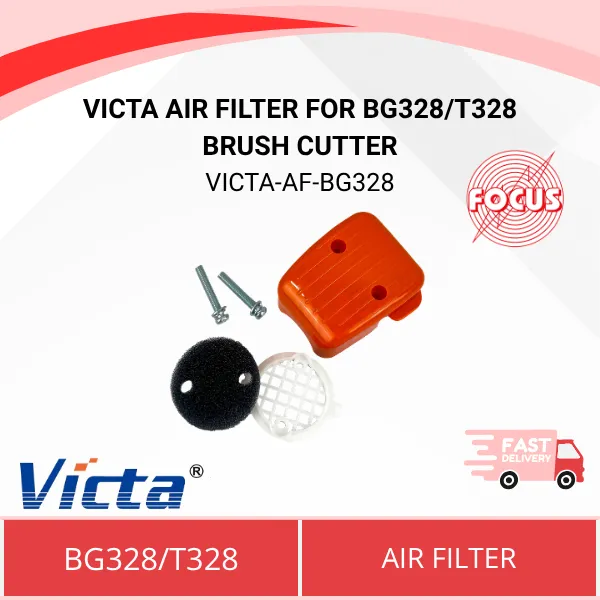 VICTA AIR FILTER FOR BG328/T328
BRUSH CUTTER
VICTA-AF-BG328
FOCUS
FAST
DELIVERY
Victa®
BG328/T328
AIR FILTER